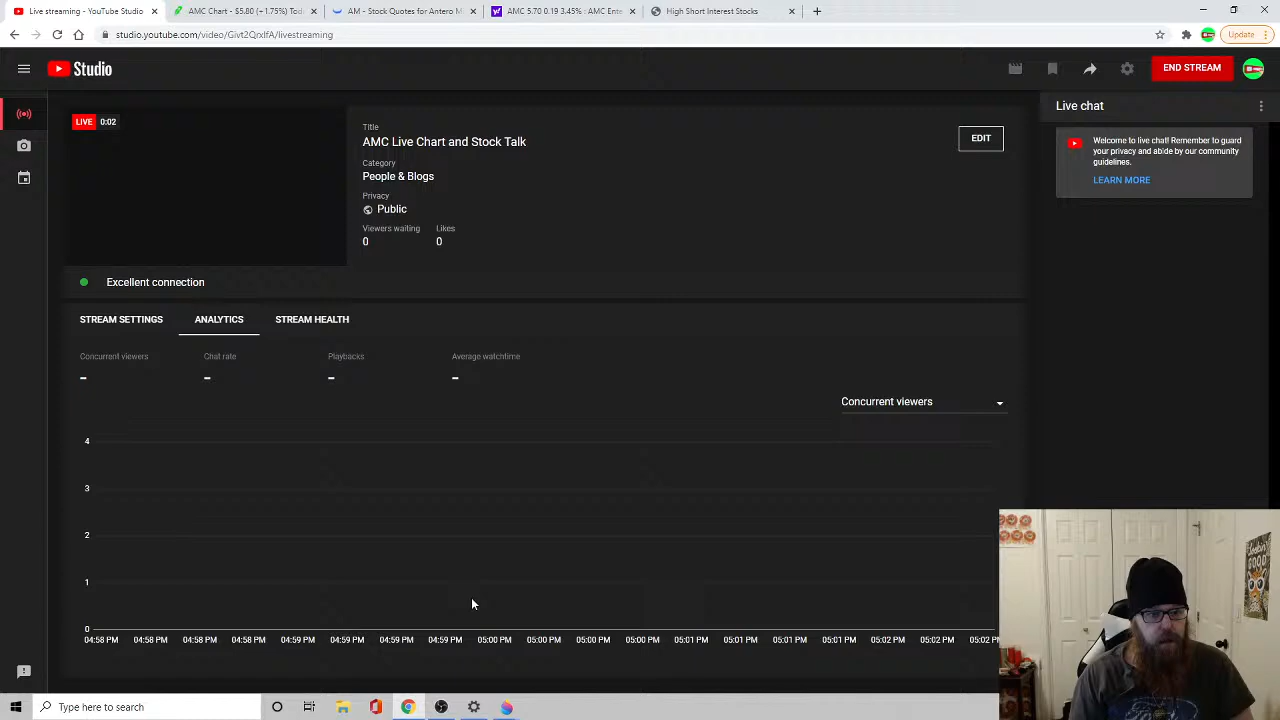 Live streaming - YouTube Studio
AMC Chart - $5.80 (+1.75%) Toda
AM - Stock Quotes for Antero M
AMC 5.70 0.19 3.45% : AMC Ente
High Short Interest Stocks
studio.youtube.com/video/Givt2QrxlfA/livestreaming
Update
Studio
END STREAM
LIVE 0:02
Title
AMC Live Chart and Stock Talk
EDIT
Category
People & Blogs
Privacy
Public
Viewers waiting Likes
0 0
Excellent connection
STREAM SETTINGS ANALYTICS STREAM HEALTH
Concurrent viewers Chat rate Playbacks Average watchtime
– – – –
Concurrent viewers
4
3
2
1
0
04:58 PM 04:58 PM 04:58 PM 04:58 PM 04:59 PM 04:59 PM 04:59 PM 04:59 PM 05:00 PM 05:00 PM 05:00 PM 05:00 PM 05:01 PM 05:01 PM 05:01 PM 05:01 PM 05:02 PM 05:02 PM 05:02 P
Live chat
Welcome to live chat! Remember to guard
your privacy and abide by our community
guidelines.
LEARN MORE
GOOD
Type here to search